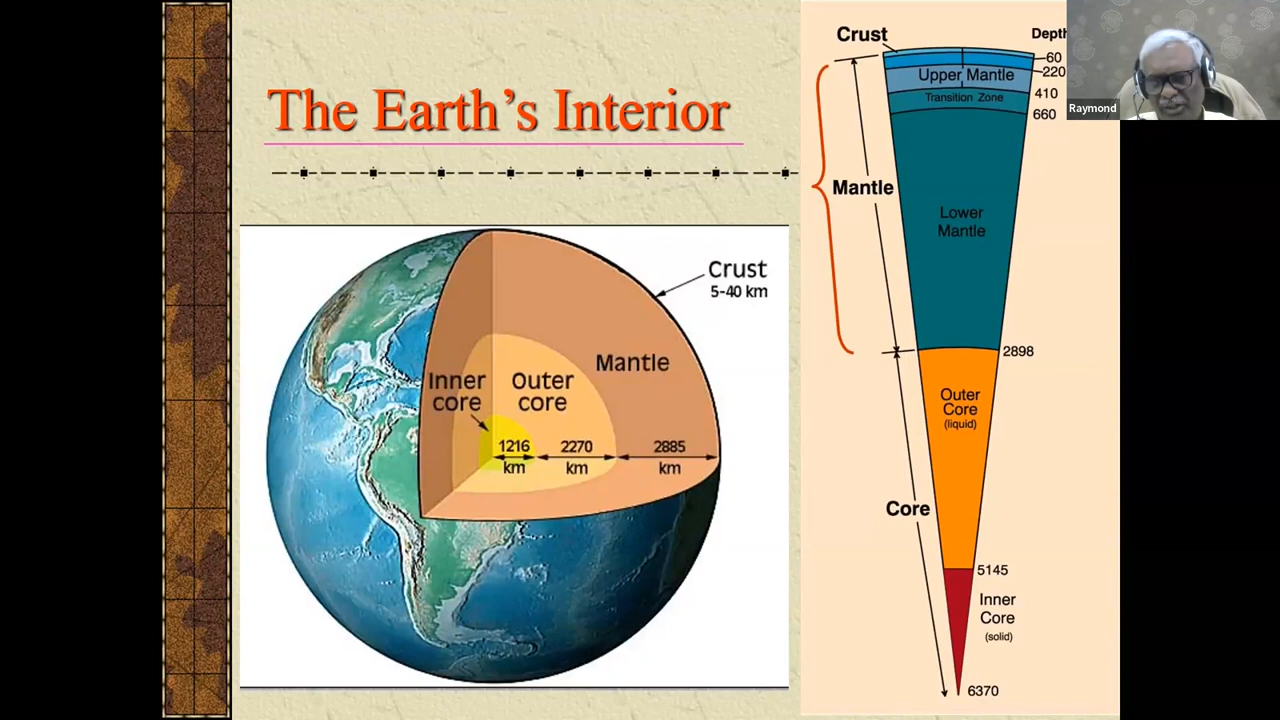 The Earth's Interior
Crust
5-40 km
Mantle
Inner
core
Outer
core
1216
km
2270
km
2885
km
Crust
60
220
410
660
Upper Mantle
Transition Zone
Mantle
Lower
Mantle
2898
Outer
Core
(liquid)
Core
5145
Inner
Core
(solid)
6370
Raymond